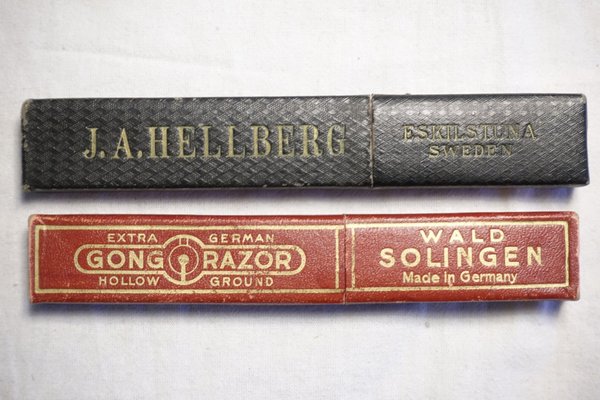 J.A.HELLBERG
ESKILSTUNA
SWEDEN
EXTRA GERMAN
GONG RAZOR
HOLLOW GROUND
WALD
SOLINGEN
Made in Germany